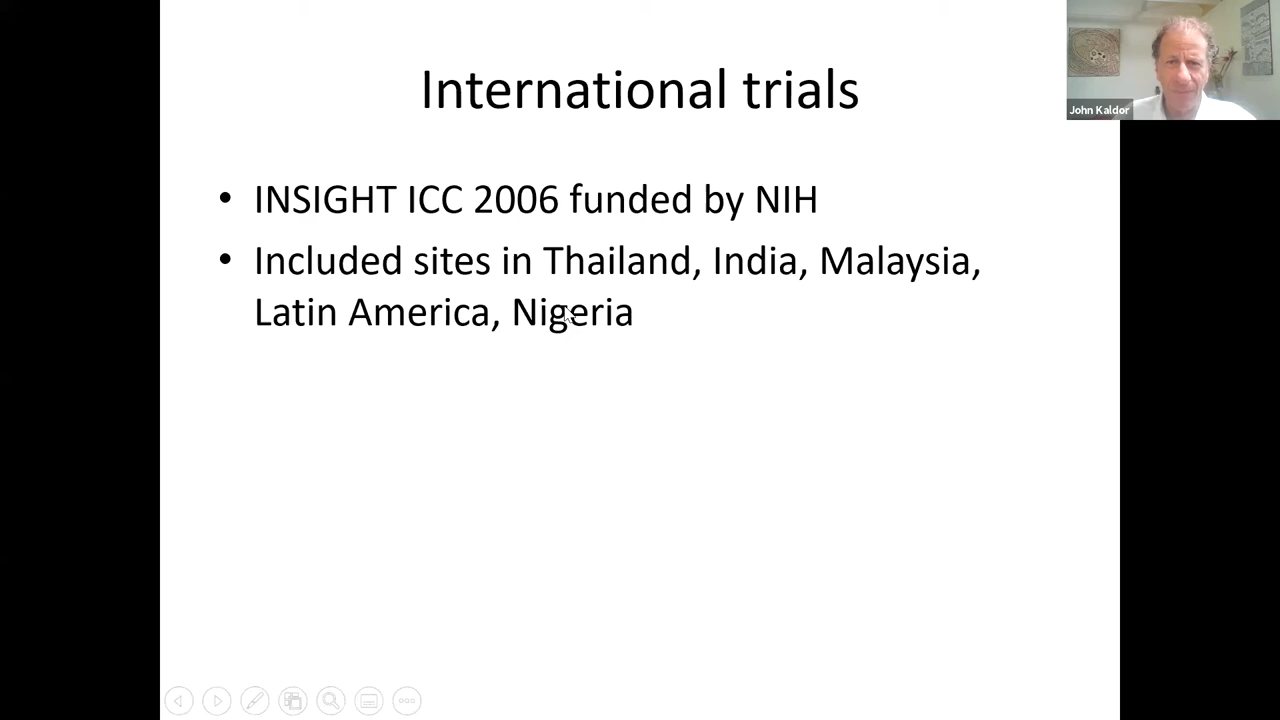 International trials
John Kaldor
• INSIGHT ICC 2006 funded by NIH
• Included sites in Thailand, India, Malaysia,
Latin America, Nigeria